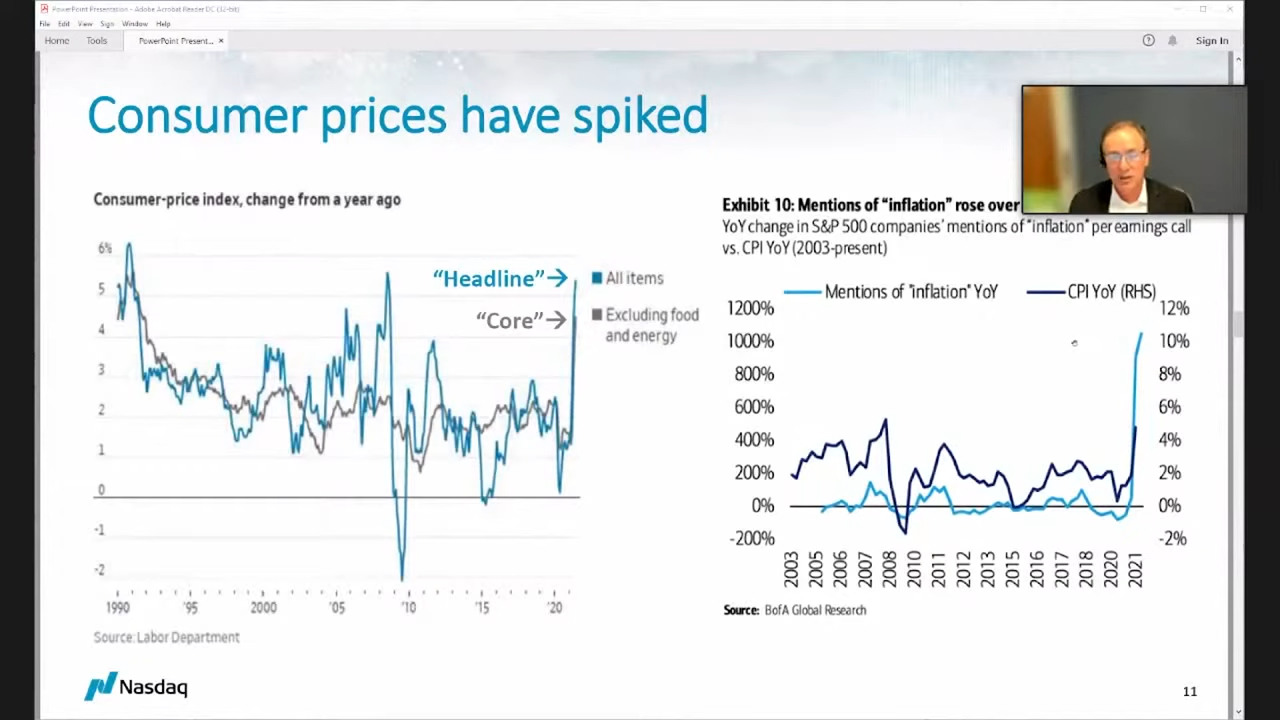 PowerPoint Presentation - Adobe Acrobat Reader DC (32-bit)
File Edit View Sign Window Help
Home Tools PowerPoint Present... × Sign In
Consumer prices have spiked
Consumer-price index, change from a year ago
6%
5
4
3
2
1
0
-1
-2
"Headline"→
"Core"→
All items
Excluding food
and energy
1990 '95 2000 '05 '10 '15 '20
Source: Labor Department
Exhibit 10: Mentions of "inflation" rose over
YoY change in S&P 500 companies' mentions of "inflation" per earnings call
vs. CPI YoY (2003-present)
Mentions of "inflation" YoY CPI YoY (RHS)
1200% 12%
1000% 10%
800% 8%
600% 6%
400% 4%
200% 2%
0% 0%
-200% -2%
2003 2005 2006 2007 2008 2010 2011 2012 2013 2015 2016 2017 2018 2020 2021
Source: BofA Global Research
Nasdaq
11